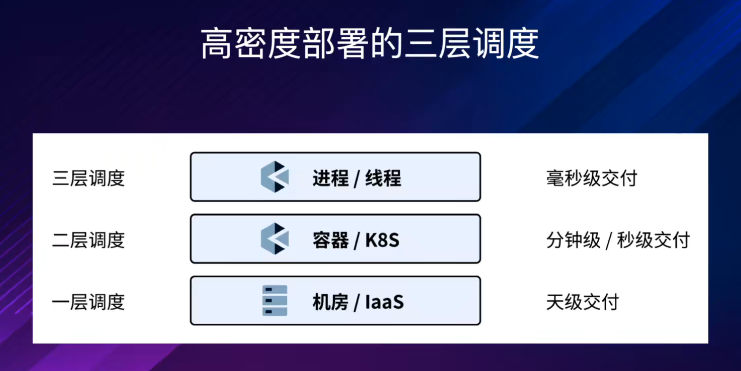 高密度部署的三层调度
三层调度 进程 / 线程 毫秒级交付
二层调度 容器 / K8S 分钟级 / 秒级交付
一层调度 机房 / IaaS 天级交付